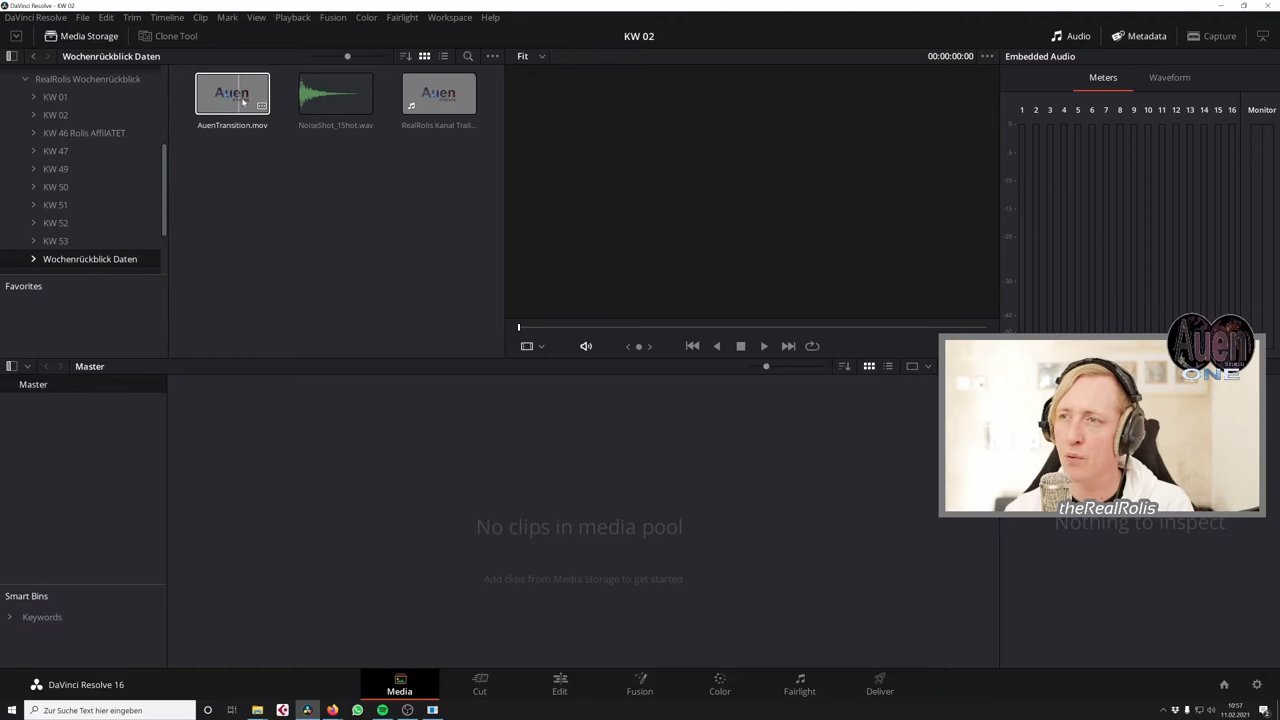 DaVinci Resolve - KW 02
DaVinci Resolve File Edit Trim Timeline Clip Mark View Playback Fusion Color Fairlight Workspace Help
Media Storage Clone Tool KW 02 Audio Metadata Capture
Wochenrückblick Daten Fit 00:00:00:00 Embedded Audio
RealRolis Wochenrückblick
KW 01
KW 02
KW 46 Rolis AffilATET
KW 47
KW 49
KW 50
KW 51
KW 52
KW 53
Wochenrückblick Daten
Favorites
Auen
AuenTransition.mov
NoiseShot_1Shot.wav
Auen
RealRolis Kanal Trail...
Meters Waveform
1 2 3 4 5 6 7 8 9 10 11 12 13 14 Monitor
0
-5
-10
-15
-20
-30
-40
Master Master
No clips in media pool
Add clips from Media Storage to get started
Auen
Studio
ONE
theRealRolis
Nothing to inspect
Smart Bins
Keywords
DaVinci Resolve 16
Media Cut Edit Fusion Color Fairlight Deliver
Zur Suche Text hier eingeben
10:57
11.02.2021